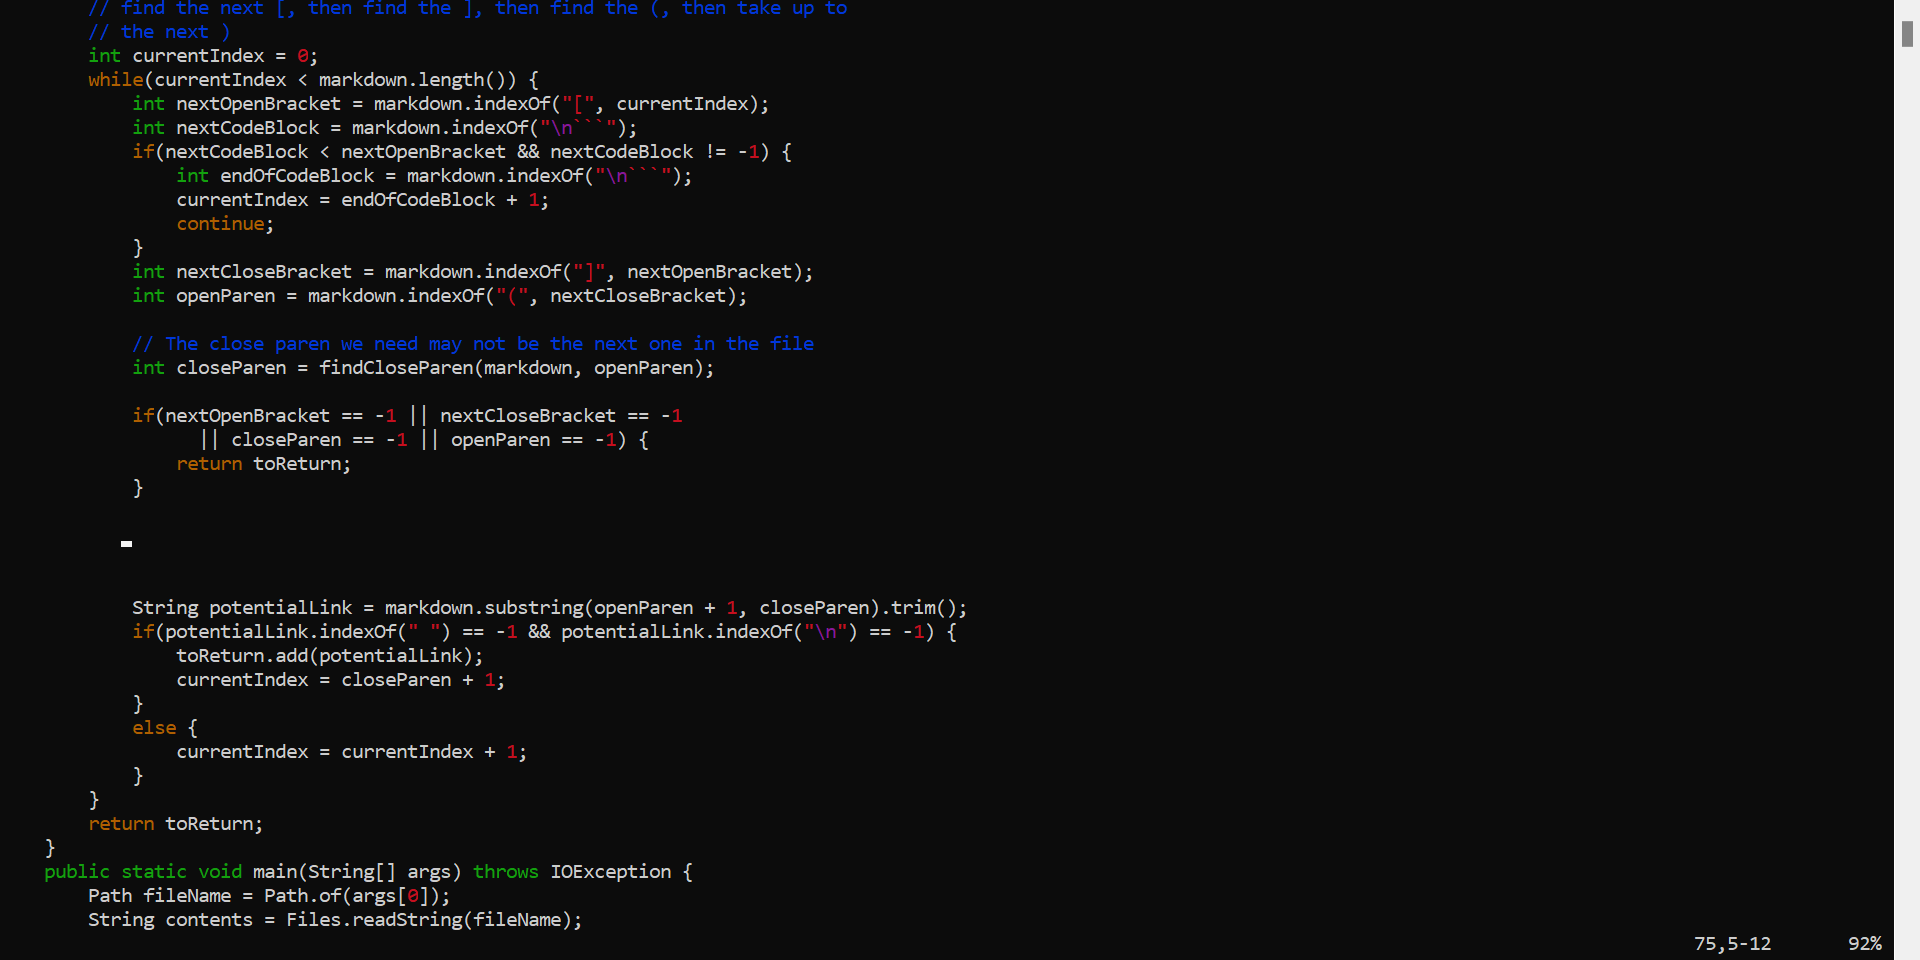 // find the next [, then find the ], then find the (, then take up to
// the next )
int currentIndex = 0;
while(currentIndex < markdown.length()) {
int nextOpenBracket = markdown.indexOf("[", currentIndex);
int nextCodeBlock = markdown.indexOf("\n```");
if(nextCodeBlock < nextOpenBracket && nextCodeBlock != -1) {
int endOfCodeBlock = markdown.indexOf("\n```");
currentIndex = endOfCodeBlock + 1;
continue;
}
int nextCloseBracket = markdown.indexOf("]", nextOpenBracket);
int openParen = markdown.indexOf("(", nextCloseBracket);
// The close paren we need may not be the next one in the file
int closeParen = findCloseParen(markdown, openParen);
if(nextOpenBracket == -1 || nextCloseBracket == -1
|| closeParen == -1 || openParen == -1) {
return toReturn;
}
String potentialLink = markdown.substring(openParen + 1, closeParen).trim();
if(potentialLink.indexOf(" ") == -1 && potentialLink.indexOf("\n") == -1) {
toReturn.add(potentialLink);
currentIndex = closeParen + 1;
}
else {
currentIndex = currentIndex + 1;
}
}
return toReturn;
}
public static void main(String[] args) throws IOException {
Path fileName = Path.of(args[0]);
String contents = Files.readString(fileName);
75,5-12 92%